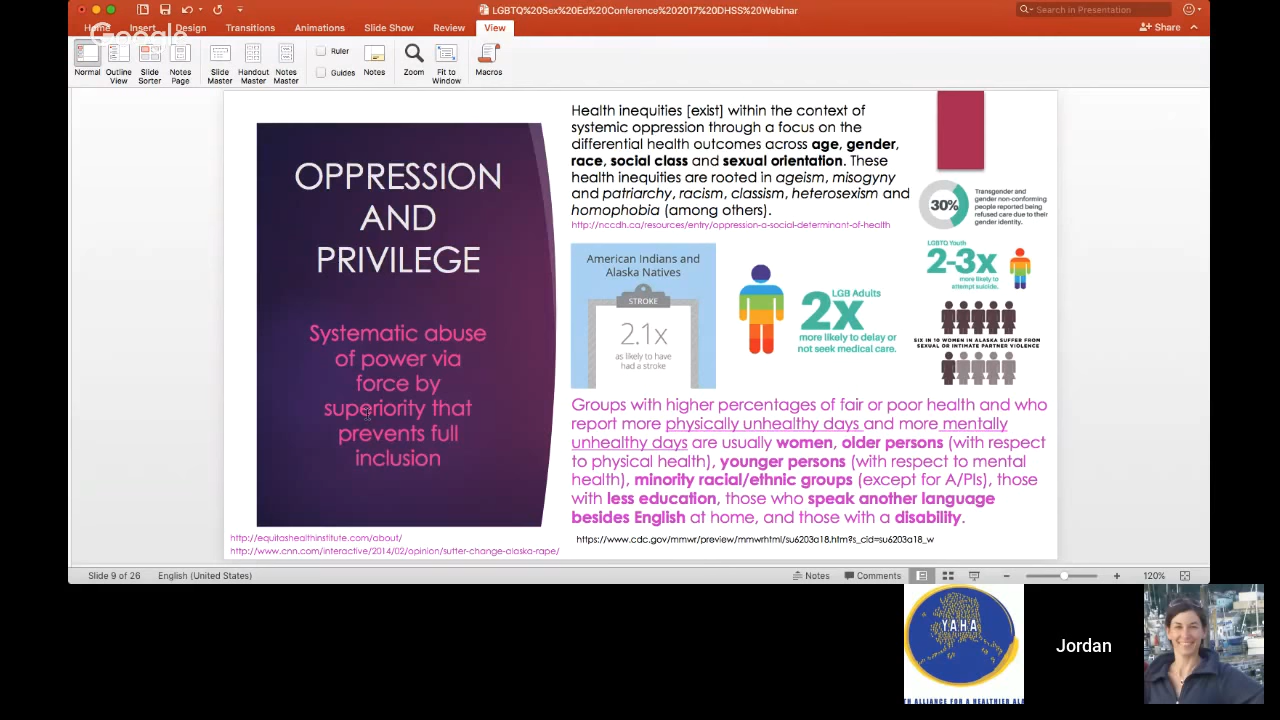 LGBTQ%20Sex%20Ed%20Conference%202017%20DHSS%20Webinar
Search in Presentation
Home
Insert
Design
Transitions
Animations
Slide Show
Review
View
Share
Google
Normal
Outline View
Slide Sorter
Notes Page
Slide Master
Handout Master
Notes Master
Ruler
Guides
Notes
Zoom
Fit to Window
Macros
OPPRESSION
AND
PRIVILEGE
Systematic abuse
of power via
force by
superiority that
prevents full
inclusion
http://equitashealthinstitute.com/about/
http://www.cnn.com/interactive/2014/02/opinion/sutter-change-alaska-rape/
Health inequities [exist] within the context of
systemic oppression through a focus on the
differential health outcomes across age, gender,
race, social class and sexual orientation. These
health inequities are rooted in ageism, misogyny
and patriarchy, racism, classism, heterosexism and
homophobia (among others).
http://nccdh.ca/resources/entry/oppression-a-social-determinant-of-health
30%
Transgender and
gender non-conforming
people reported being
refused care due to their
gender identity.
American Indians and
Alaska Natives
STROKE
2.1x
as likely to have
had a stroke
LGB Adults
2x
more likely to delay or
not seek medical care.
LGBTQ Youth
2-3x
more likely to
attempt suicide.
SIX IN 10 WOMEN IN ALASKA SUFFER FROM
SEXUAL OR INTIMATE PARTNER VIOLENCE
Groups with higher percentages of fair or poor health and who
report more physically unhealthy days and more mentally
unhealthy days are usually women, older persons (with respect
to physical health), younger persons (with respect to mental
health), minority racial/ethnic groups (except for A/PIs), those
with less education, those who speak another language
besides English at home, and those with a disability.
https://www.cdc.gov/mmwr/preview/mmwrhtml/su6203a18.htm?s_cid=su6203a18_w
Slide 9 of 26
English (United States)
Notes
Comments
120%
YAHA
TH ALLIANCE FOR A HEALTHIER AL
Jordan